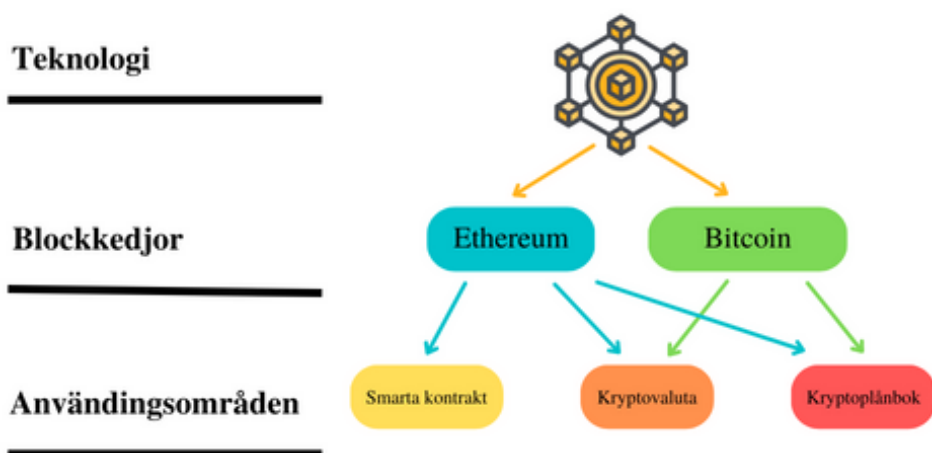 Teknologi
Blockkedjor
Ethereum
Bitcoin
Användingsområden
Smarta kontrakt
Kryptovaluta
Kryptoplånbok